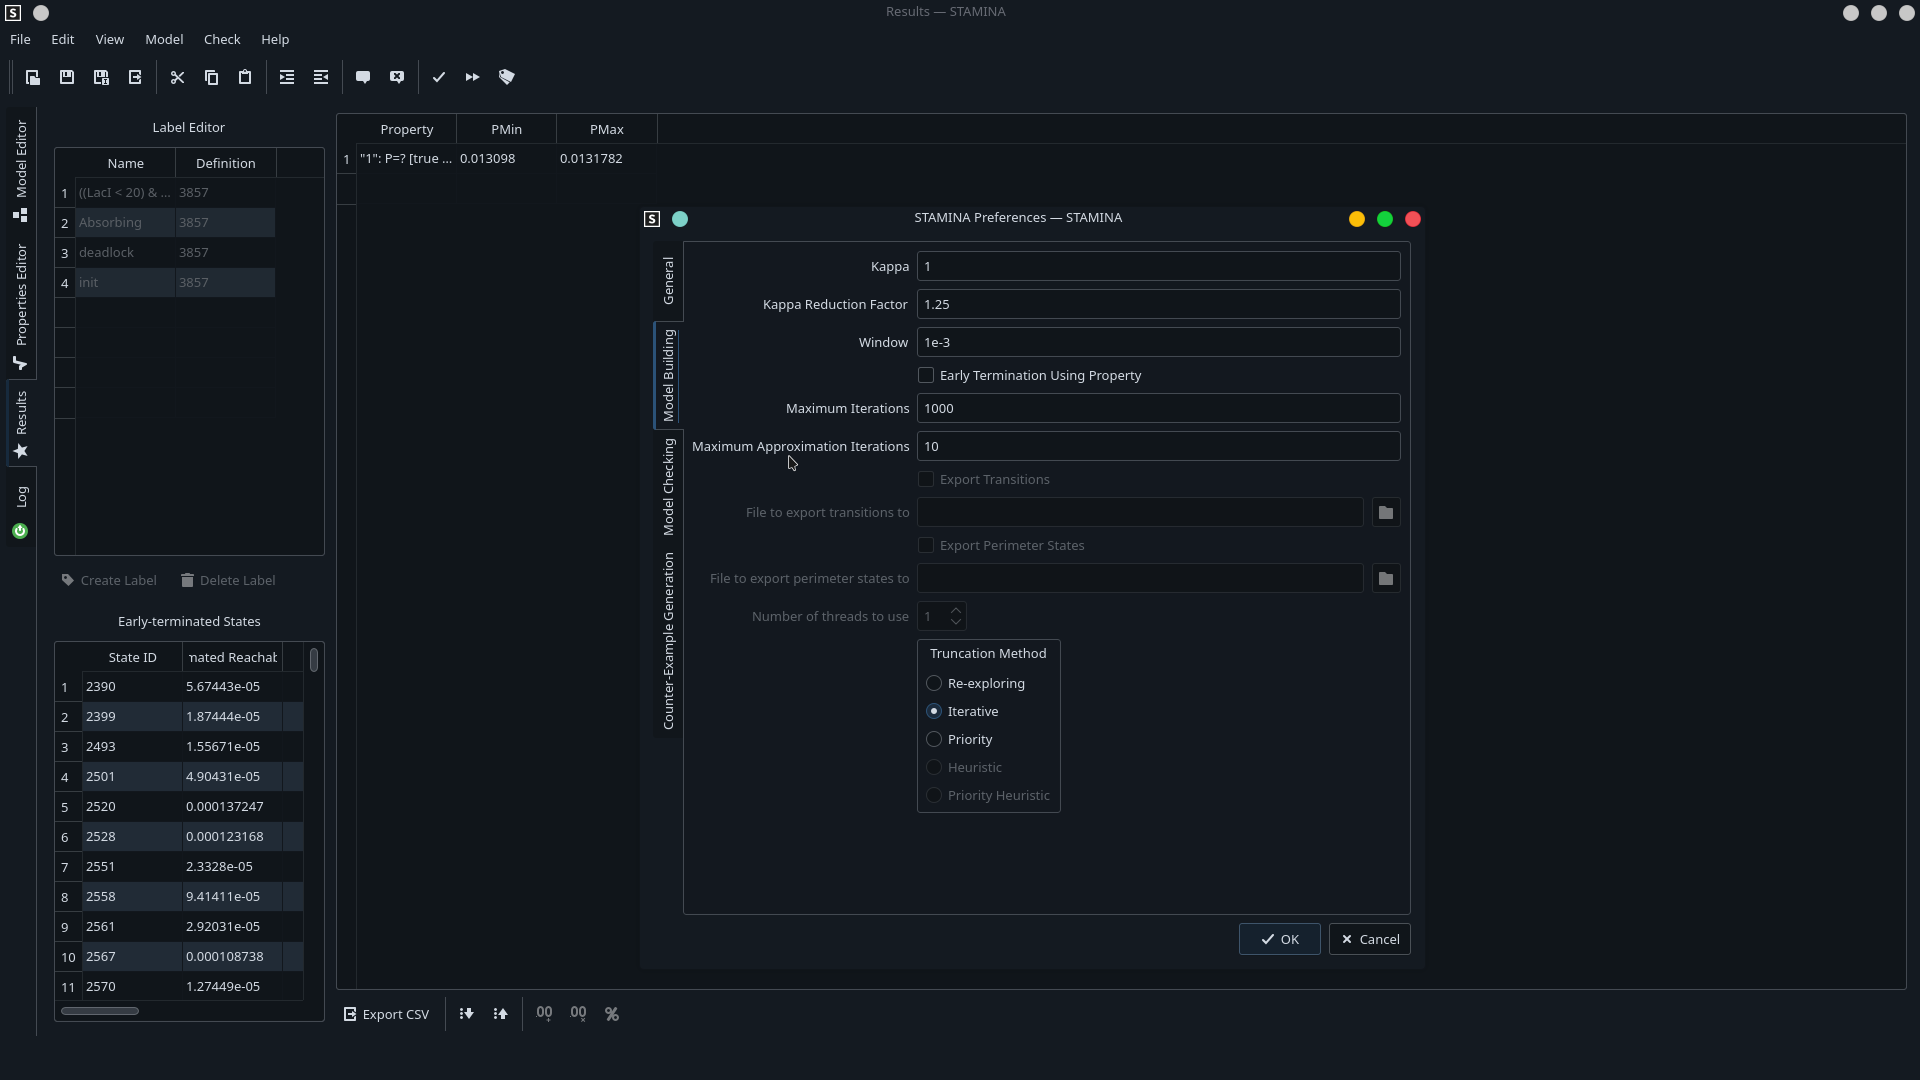 Results — STAMINA
File Edit View Model Check Help
Model Editor
Properties Editor
Results
Log
Label Editor
Name Definition
1 ((LacI < 20) & ... 3857
2 Absorbing 3857
3 deadlock 3857
4 init 3857
Create Label Delete Label
Early-terminated States
State ID mated Reachab
1 2390 5.67443e-05
2 2399 1.87444e-05
3 2493 1.55671e-05
4 2501 4.90431e-05
5 2520 0.000137247
6 2528 0.000123168
7 2551 2.3328e-05
8 2558 9.41411e-05
9 2561 2.92031e-05
10 2567 0.000108738
11 2570 1.27449e-05
Property PMin PMax
1 "1": P=? [true ... 0.013098 0.0131782
S STAMINA Preferences — STAMINA
General
Model Building
Model Checking
Counter-Example Generation
Kappa 1
Kappa Reduction Factor 1.25
Window 1e-3
Early Termination Using Property
Maximum Iterations 1000
Maximum Approximation Iterations 10
Export Transitions
File to export transitions to
Export Perimeter States
File to export perimeter states to
Number of threads to use 1
Truncation Method
Re-exploring
Iterative
Priority
Heuristic
Priority Heuristic
OK Cancel
Export CSV 00 00 %